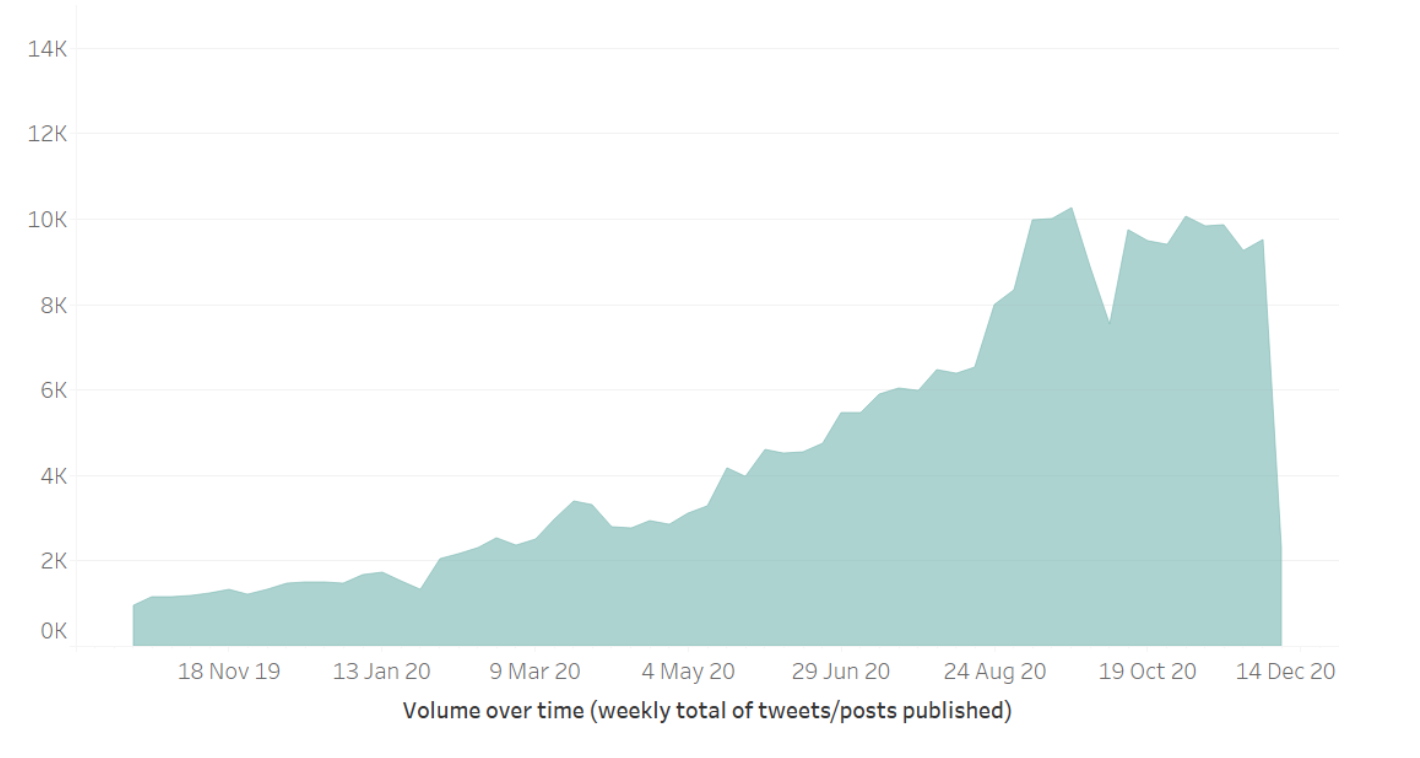 14K
12K
10K
8K
6K
4K
2K
0K
18 Nov 19 13 Jan 20 9 Mar 20 4 May 20 29 Jun 20 24 Aug 20 19 Oct 20 14 Dec 20
Volume over time (weekly total of tweets/posts published)